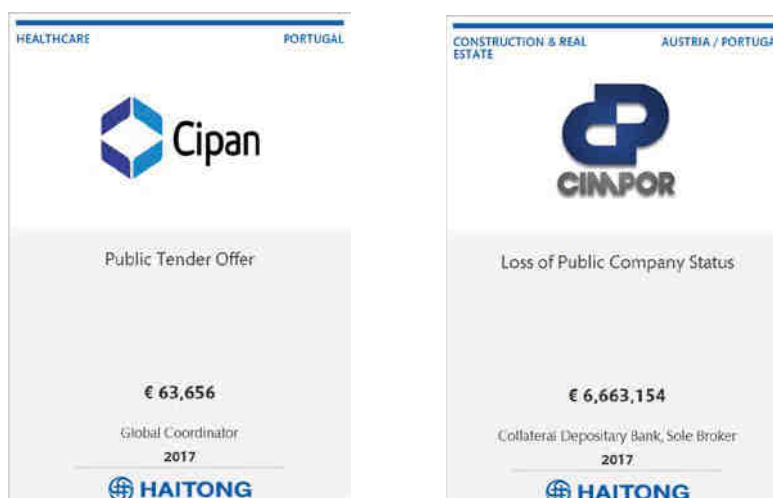 HEALTHCARE PORTUGAL
Cipan
Public Tender Offer
€ 63,656
Global Coordinator
2017
HAITONG
CONSTRUCTION & REAL ESTATE AUSTRIA / PORTUGA
CIMPOR
Loss of Public Company Status
€ 6,663,154
Collateral Depositary Bank, Sole Broker
2017
HAITONG